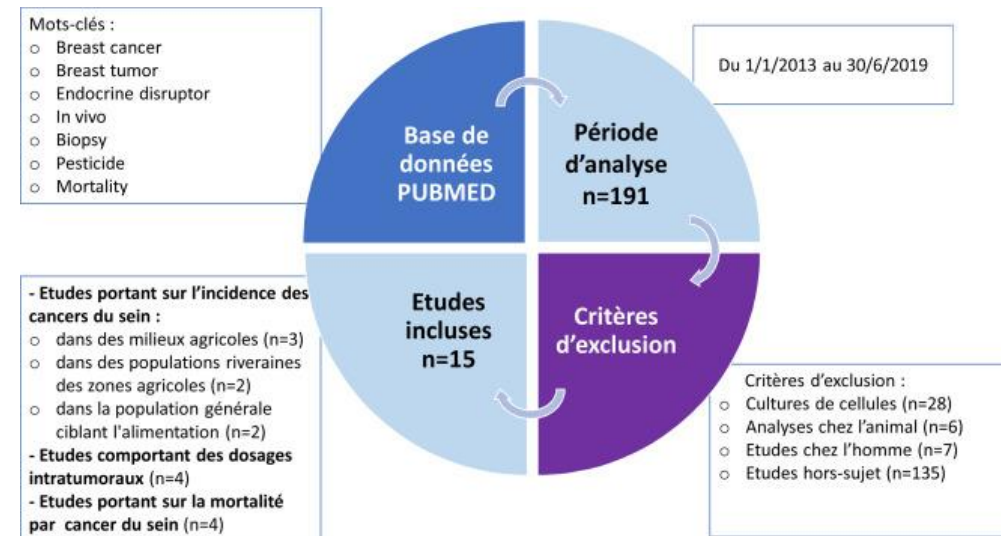 Mots-clés :
o Breast cancer
o Breast tumor
o Endocrine disruptor
o In vivo
o Biopsy
o Pesticide
o Mortality
Base de
données
PUBMED
Période
d'analyse
n=191
Du 1/1/2013 au 30/6/2019
- Etudes portant sur l'incidence des
cancers du sein :
o dans des milieux agricoles (n=3)
o dans des populations riveraines
des zones agricoles (n=2)
o dans la population générale
ciblant l'alimentation (n=2)
- Etudes comportant des dosages
intratumoraux (n=4)
- Etudes portant sur la mortalité
par cancer du sein (n=4)
Etudes
incluses
n=15
Critères
d'exclusion
Critères d'exclusion :
o Cultures de cellules (n=28)
o Analyses chez l'animal (n=6)
o Etudes chez l'homme (n=7)
o Etudes hors-sujet (n=135)